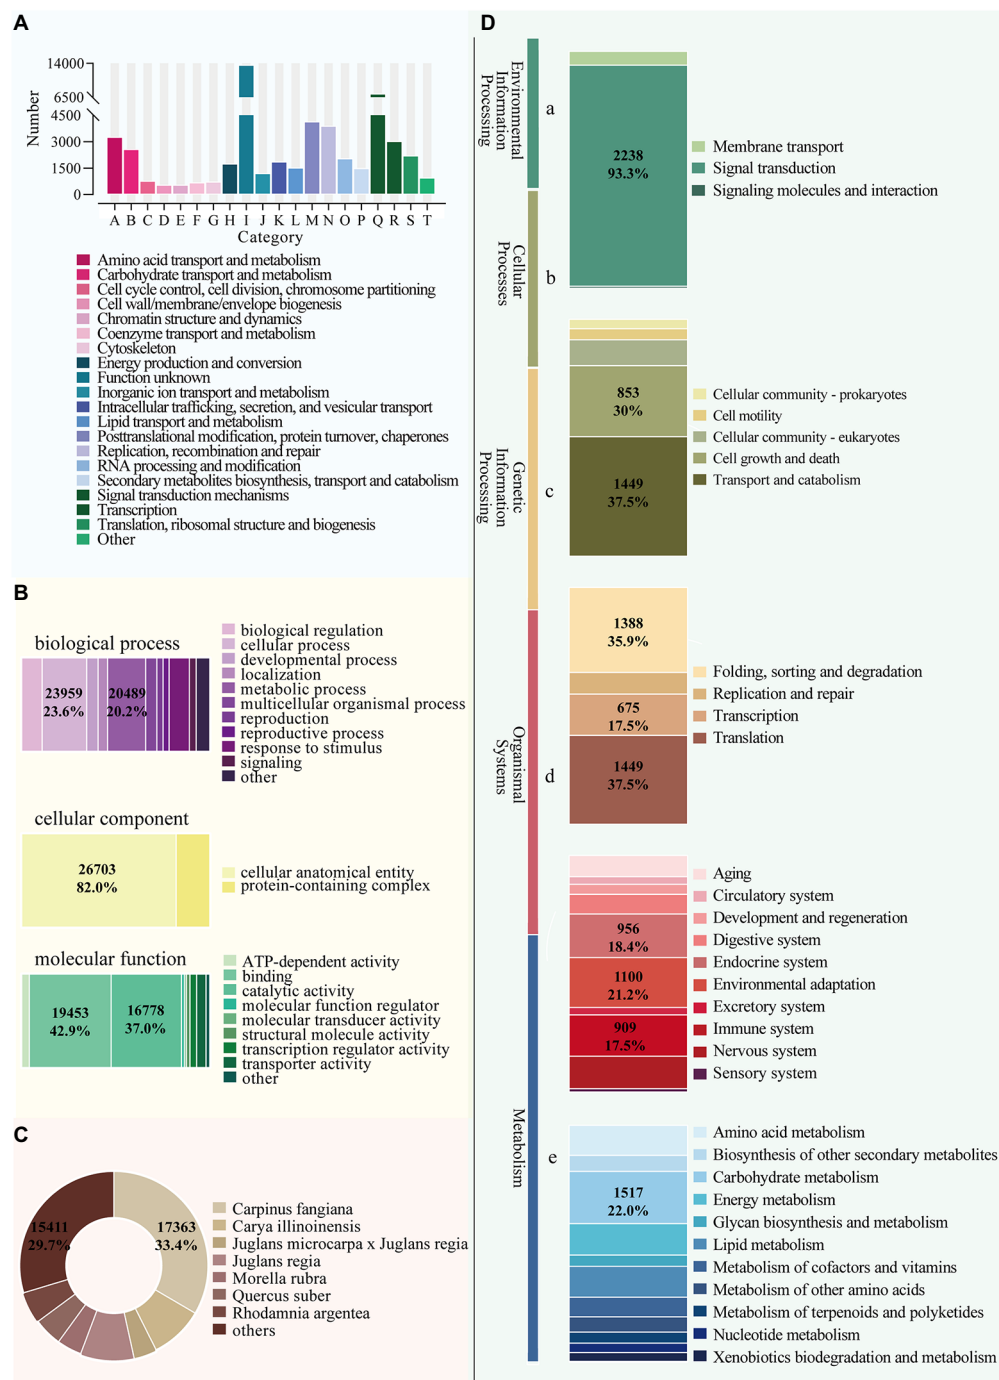 A
14000
6500
4500
3000
1500
0
Number
A B C D E F G H I J K L M N O P Q R S T
Category
Amino acid transport and metabolism
Carbohydrate transport and metabolism
Cell cycle control, cell division, chromosome partitioning
Cell wall/membrane/envelope biogenesis
Chromatin structure and dynamics
Coenzyme transport and metabolism
Cytoskeleton
Energy production and conversion
Function unknown
Inorganic ion transport and metabolism
Intracellular trafficking, secretion, and vesicular transport
Lipid transport and metabolism
Posttranslational modification, protein turnover, chaperones
Replication, recombination and repair
RNA processing and modification
Secondary metabolites biosynthesis, transport and catabolism
Signal transduction mechanisms
Transcription
Translation, ribosomal structure and biogenesis
Other
B
biological process
23959
23.6%
20489
20.2%
biological regulation
cellular process
developmental process
localization
metabolic process
multicellular organismal process
reproduction
reproductive process
response to stimulus
signaling
other
cellular component
26703
82.0%
cellular anatomical entity
protein-containing complex
molecular function
19453
42.9%
16778
37.0%
ATP-dependent activity
binding
catalytic activity
molecular function regulator
molecular transducer activity
structural molecule activity
transcription regulator activity
transporter activity
other
C
15411
29.7%
17363
33.4%
Carpinus fangiana
Carya illinoinensis
Juglans microcarpa x Juglans regia
Juglans regia
Morella rubra
Quercus suber
Rhodamnia argentea
others
D
Environmental
Information
Processing
a
2238
93.3%
Membrane transport
Signal transduction
Signaling molecules and interaction
Cellular
Processes
b
853
30%
1449
37.5%
Cellular community - prokaryotes
Cell motility
Cellular community - eukaryotes
Cell growth and death
Transport and catabolism
Genetic
Information
Processing
c
1388
35.9%
675
17.5%
1449
37.5%
Folding, sorting and degradation
Replication and repair
Transcription
Translation
Organismal
Systems
d
956
18.4%
1100
21.2%
909
17.5%
Aging
Circulatory system
Development and regeneration
Digestive system
Endocrine system
Environmental adaptation
Excretory system
Immune system
Nervous system
Sensory system
Metabolism
e
1517
22.0%
Amino acid metabolism
Biosynthesis of other secondary metabolites
Carbohydrate metabolism
Energy metabolism
Glycan biosynthesis and metabolism
Lipid metabolism
Metabolism of cofactors and vitamins
Metabolism of other amino acids
Metabolism of terpenoids and polyketides
Nucleotide metabolism
Xenobiotics biodegradation and metabolism